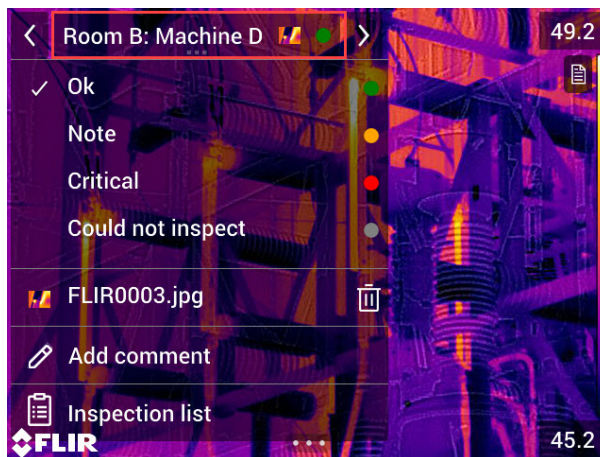 Room B: Machine D
49.2
Ok
Note
Critical
Could not inspect
FLIR0003.jpg
Add comment
Inspection list
FLIR
45.2